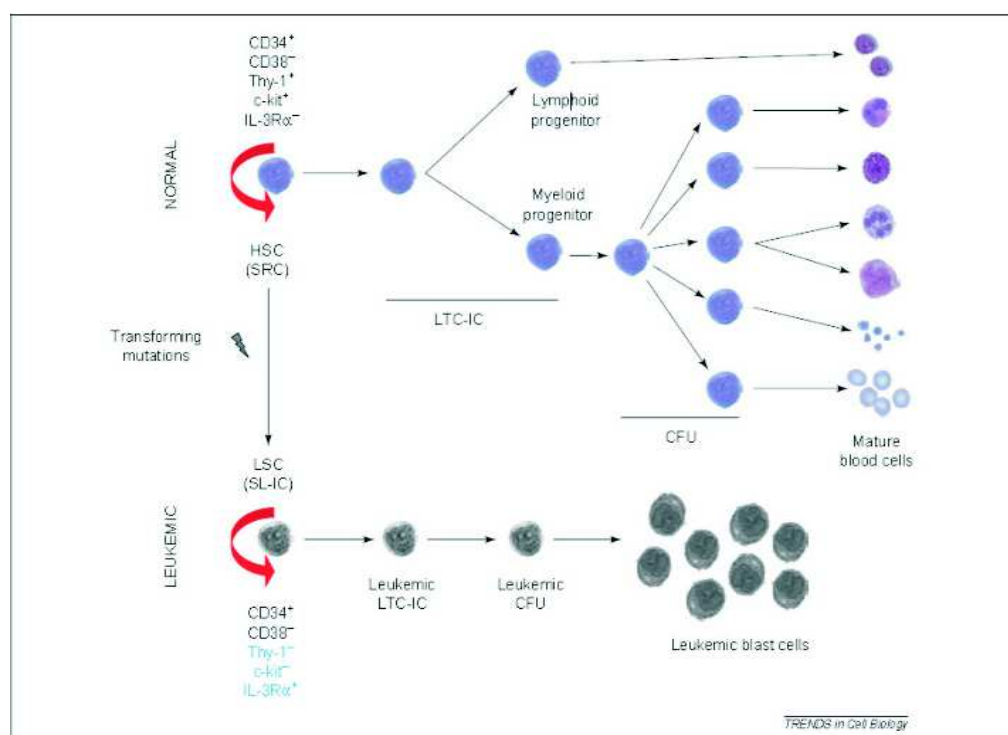 CD34⁺
CD38⁻
Thy-1⁺
c-kit⁺
IL-3Rα⁻
NORMAL
HSC
(SRC)
Lymphoid
progenitor
Myeloid
progenitor
LTC-IC
CFU
Mature
blood cells
Transforming
mutations
LSC
(SL-IC)
LEUKEMIC
Leukemic
LTC-IC
Leukemic
CFU
Leukemic blast cells
CD34⁺
CD38⁻
Thy-1⁻
c-kit⁻
IL-3Rα⁺
TRENDS in Cell Biology